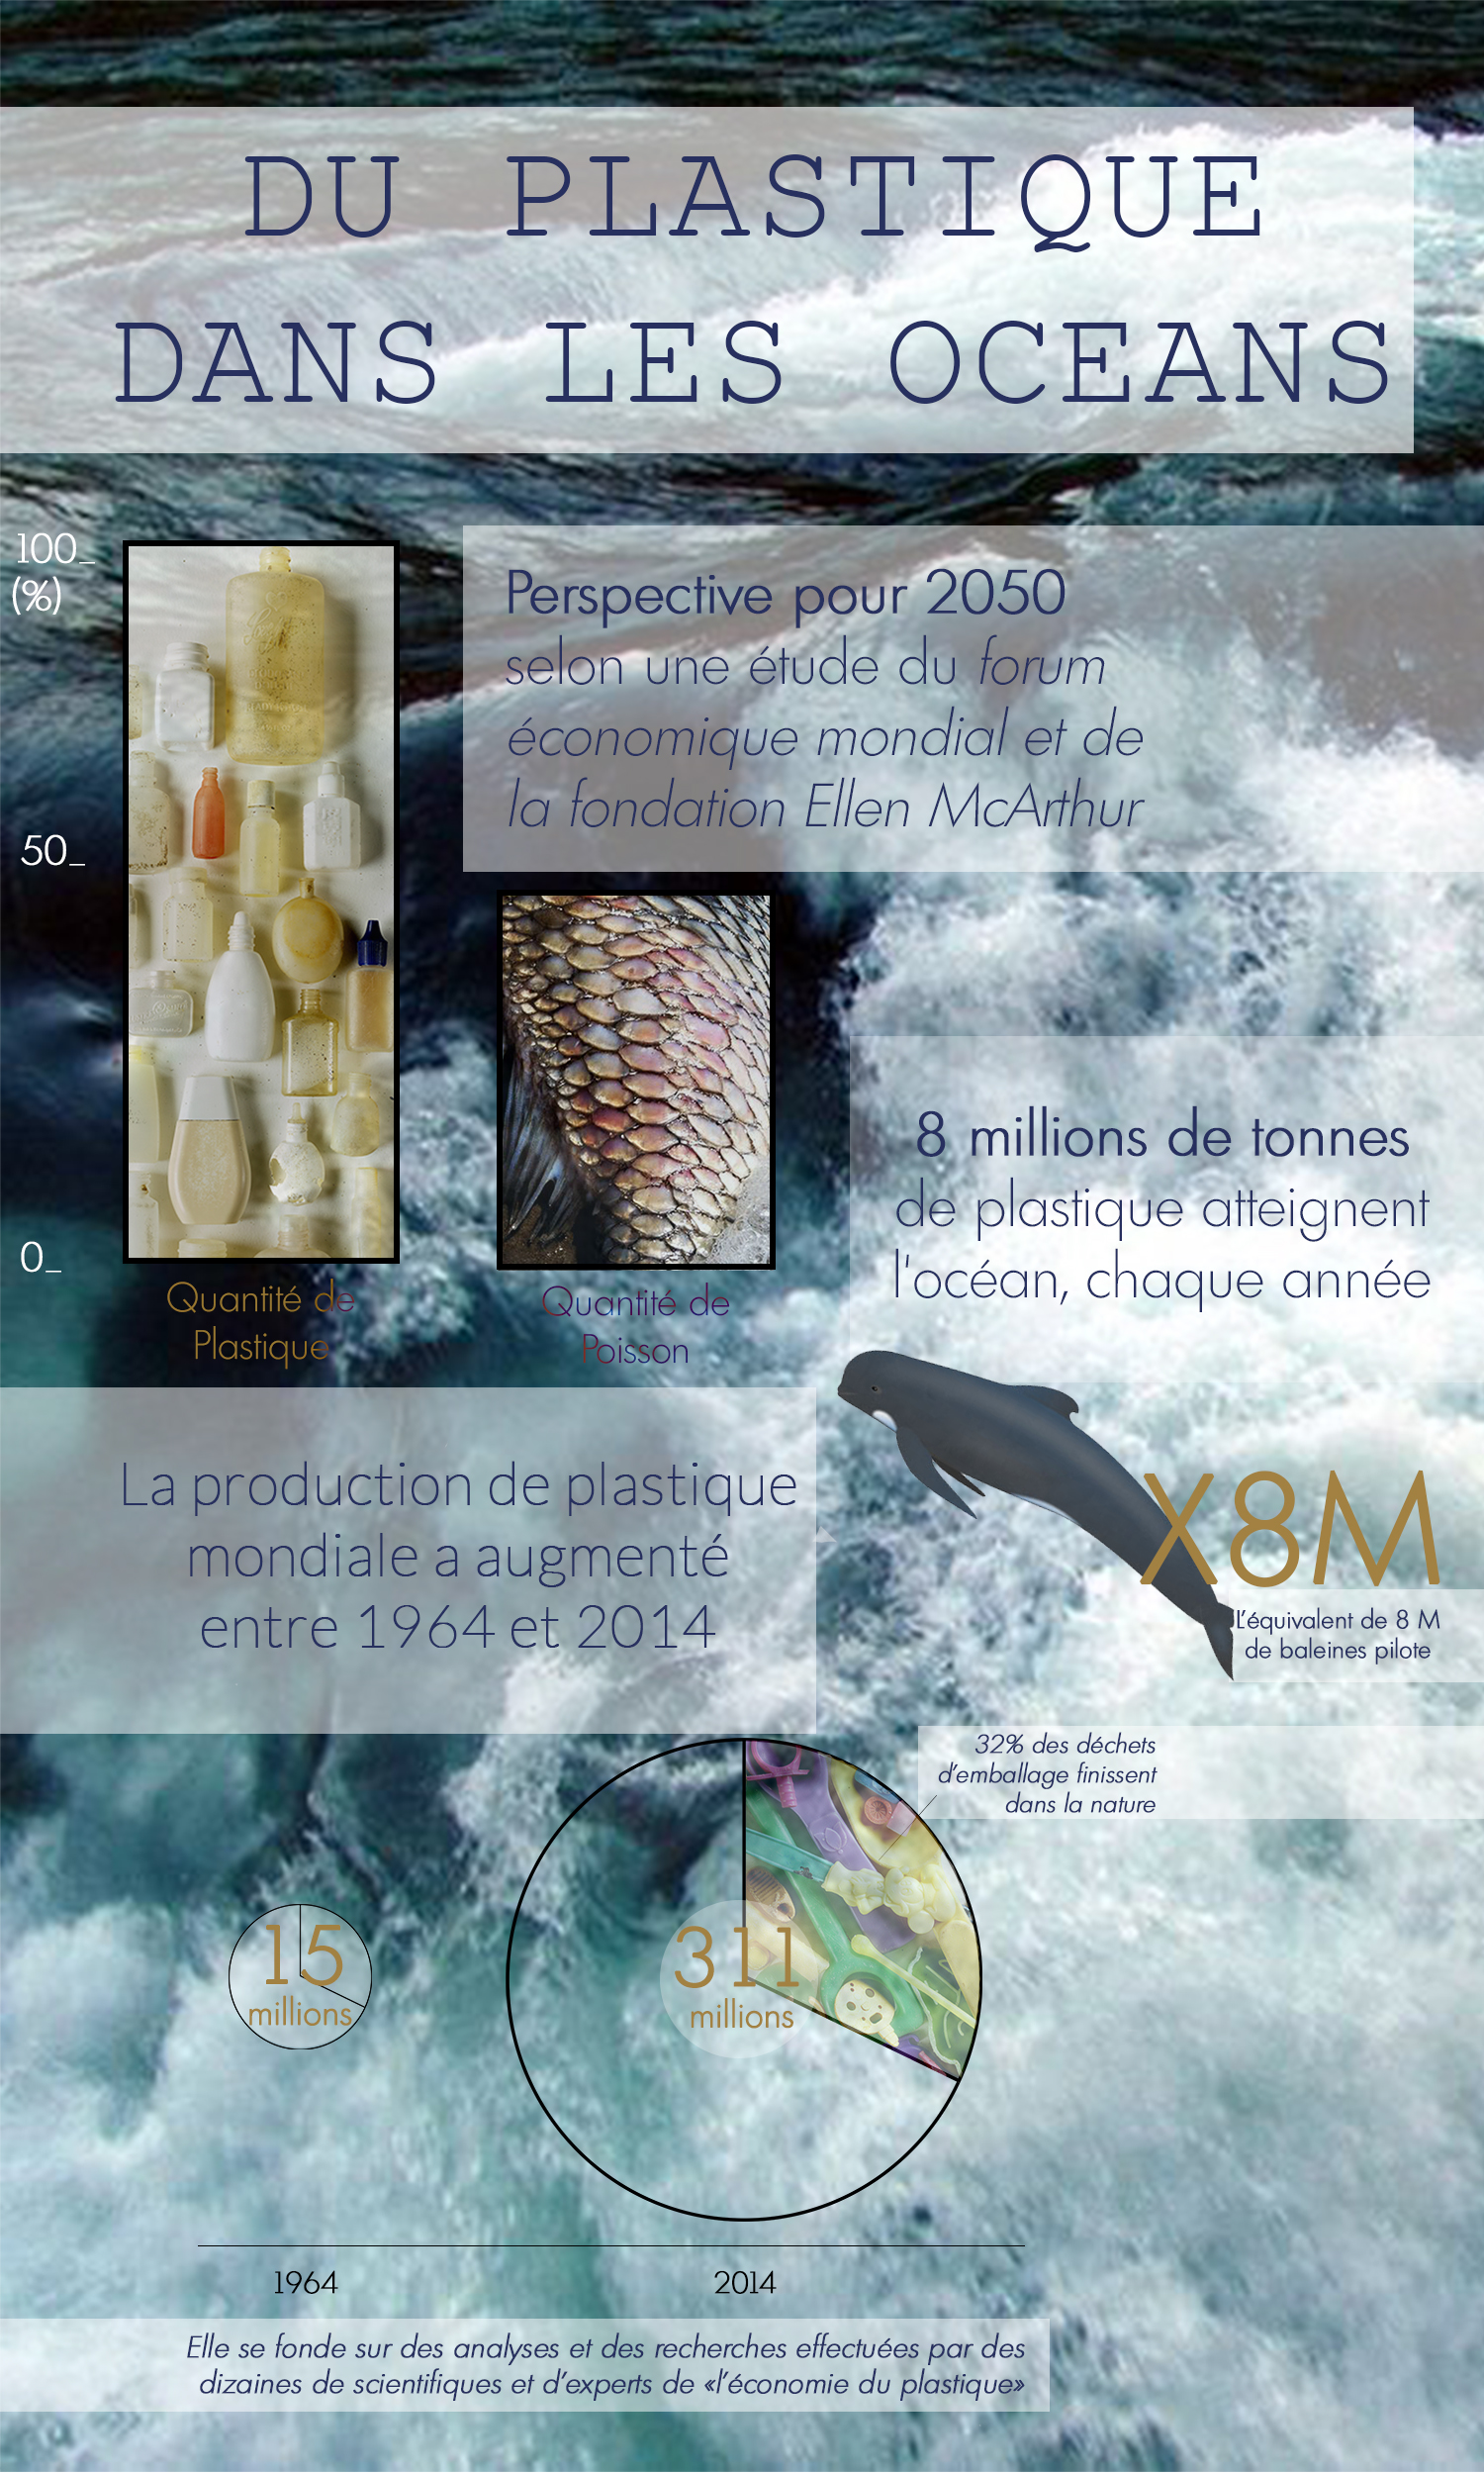 DU PLASTIQUE
DANS LES OCEANS
100_
(%)
50_
0_
Perspective pour 2050
selon une étude du forum
économique mondial et de
la fondation Ellen McArthur
Quantité de
Plastique
Quantité de
Poisson
8 millions de tonnes
de plastique atteignent
l'océan, chaque année
X8M
L'équivalent de 8 M
de baleines pilote
La production de plastique
mondiale a augmenté
entre 1964 et 2014
32% des déchets
d'emballage finissent
dans la nature
15
millions
311
millions
1964
2014
Elle se fonde sur des analyses et des recherches effectuées par des
dizaines de scientifiques et d'experts de «l'économie du plastique»